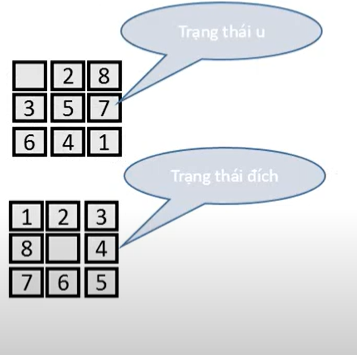 Trạng thái u
2 8
3 5 7
6 4 1
Trạng thái đích
1 2 3
8 4
7 6 5